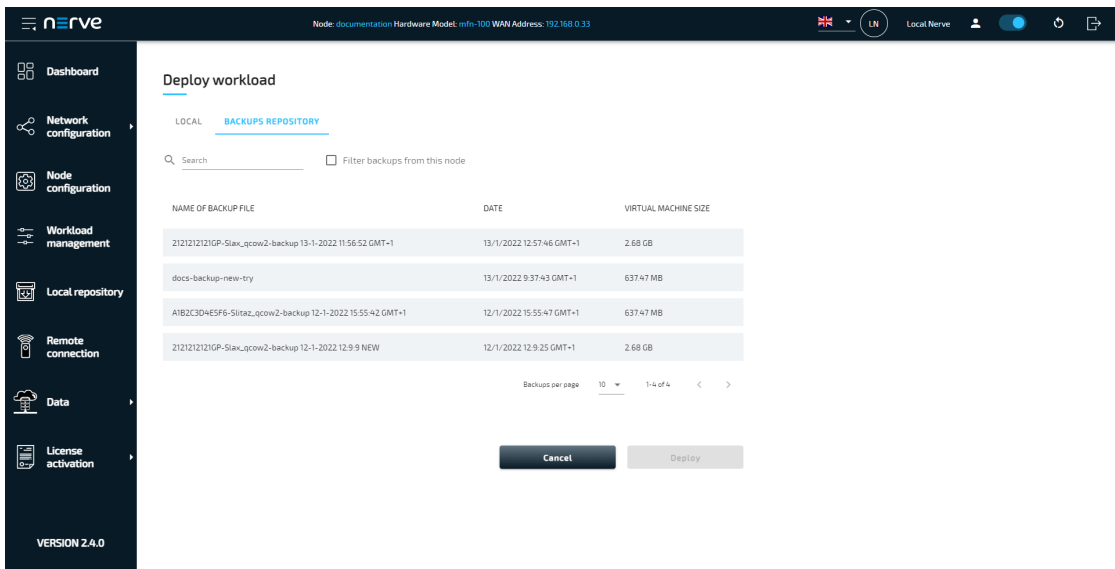 nerve
Node: documentation Hardware Model: mfn-100 WAN Address: 192.168.0.33
LN
Local Nerve
Dashboard
Network
configuration
Node
configuration
Workload
management
Local repository
Remote
connection
Data
License
activation
VERSION 2.4.0
Deploy workload
LOCAL
BACKUPS REPOSITORY
Search
Filter backups from this node
NAME OF BACKUP FILE DATE VIRTUAL MACHINE SIZE
2121212121GP-Slax_qcow2-backup 13-1-2022 11:56:52 GMT+1 13/1/2022 12:57:46 GMT+1 2.68 GB
docs-backup-new-try 13/1/2022 9:37:43 GMT+1 637.47 MB
A1B2C3D4E5F6-Slitaz_qcow2-backup 12-1-2022 15:55:42 GMT+1 12/1/2022 15:55:47 GMT+1 637.47 MB
2121212121GP-Slax_qcow2-backup 12-1-2022 12:9:9 NEW 12/1/2022 12:9:25 GMT+1 2.68 GB
Backups per page 10 1-4 of 4
Cancel
Deploy